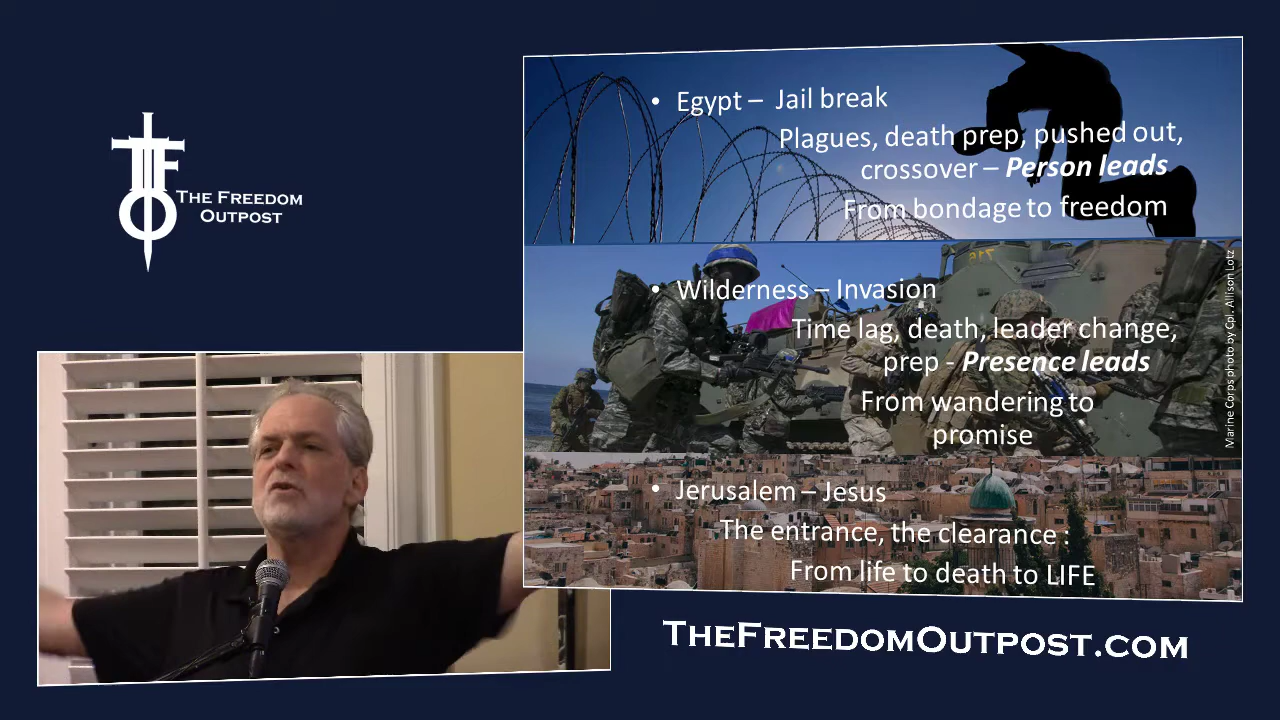 THE FREEDOM
OUTPOST
• Egypt – Jail break
Plagues, death prep, pushed out,
crossover – Person leads
From bondage to freedom
• Wilderness – Invasion
Time lag, death, leader change,
prep - Presence leads
From wandering to
promise
Marine Corps photo by Cpl. Allison Lotz
• Jerusalem – Jesus
The entrance, the clearance :
From life to death to LIFE
THEFREEDOMOUTPOST.COM